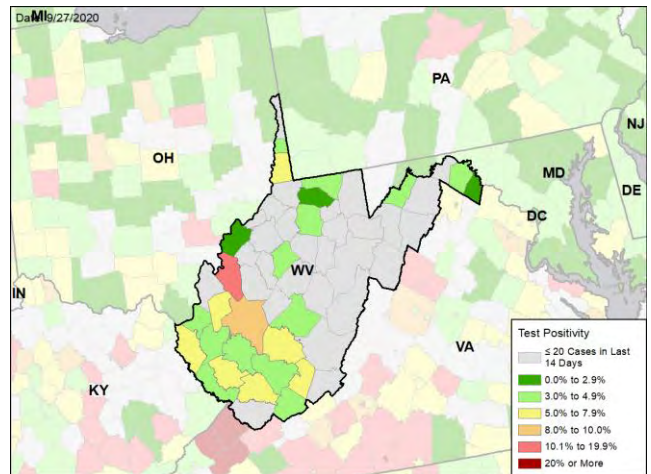 Date: 9/27/2020
MI
PA
NJ
OH
MD
DE
DC
WV
IN
VA
KY
Test Positivity
≤ 20 Cases in Last
14 Days
0.0% to 2.9%
3.0% to 4.9%
5.0% to 7.9%
8.0% to 10.0%
10.1% to 19.9%
20% or More